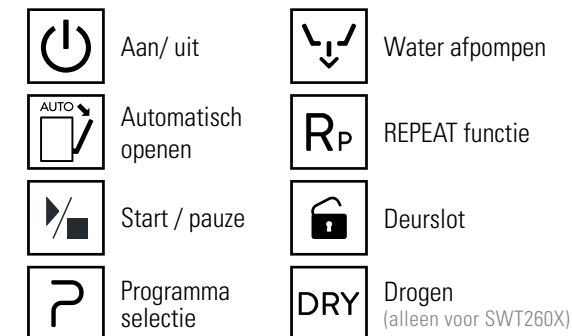 Aan/ uit
Water afpompen
AUTO
Automatisch
openen
RP
REPEAT functie
Start / pauze
Deurslot
Programma
selectie
DRY
Drogen
(alleen voor SWT260X)